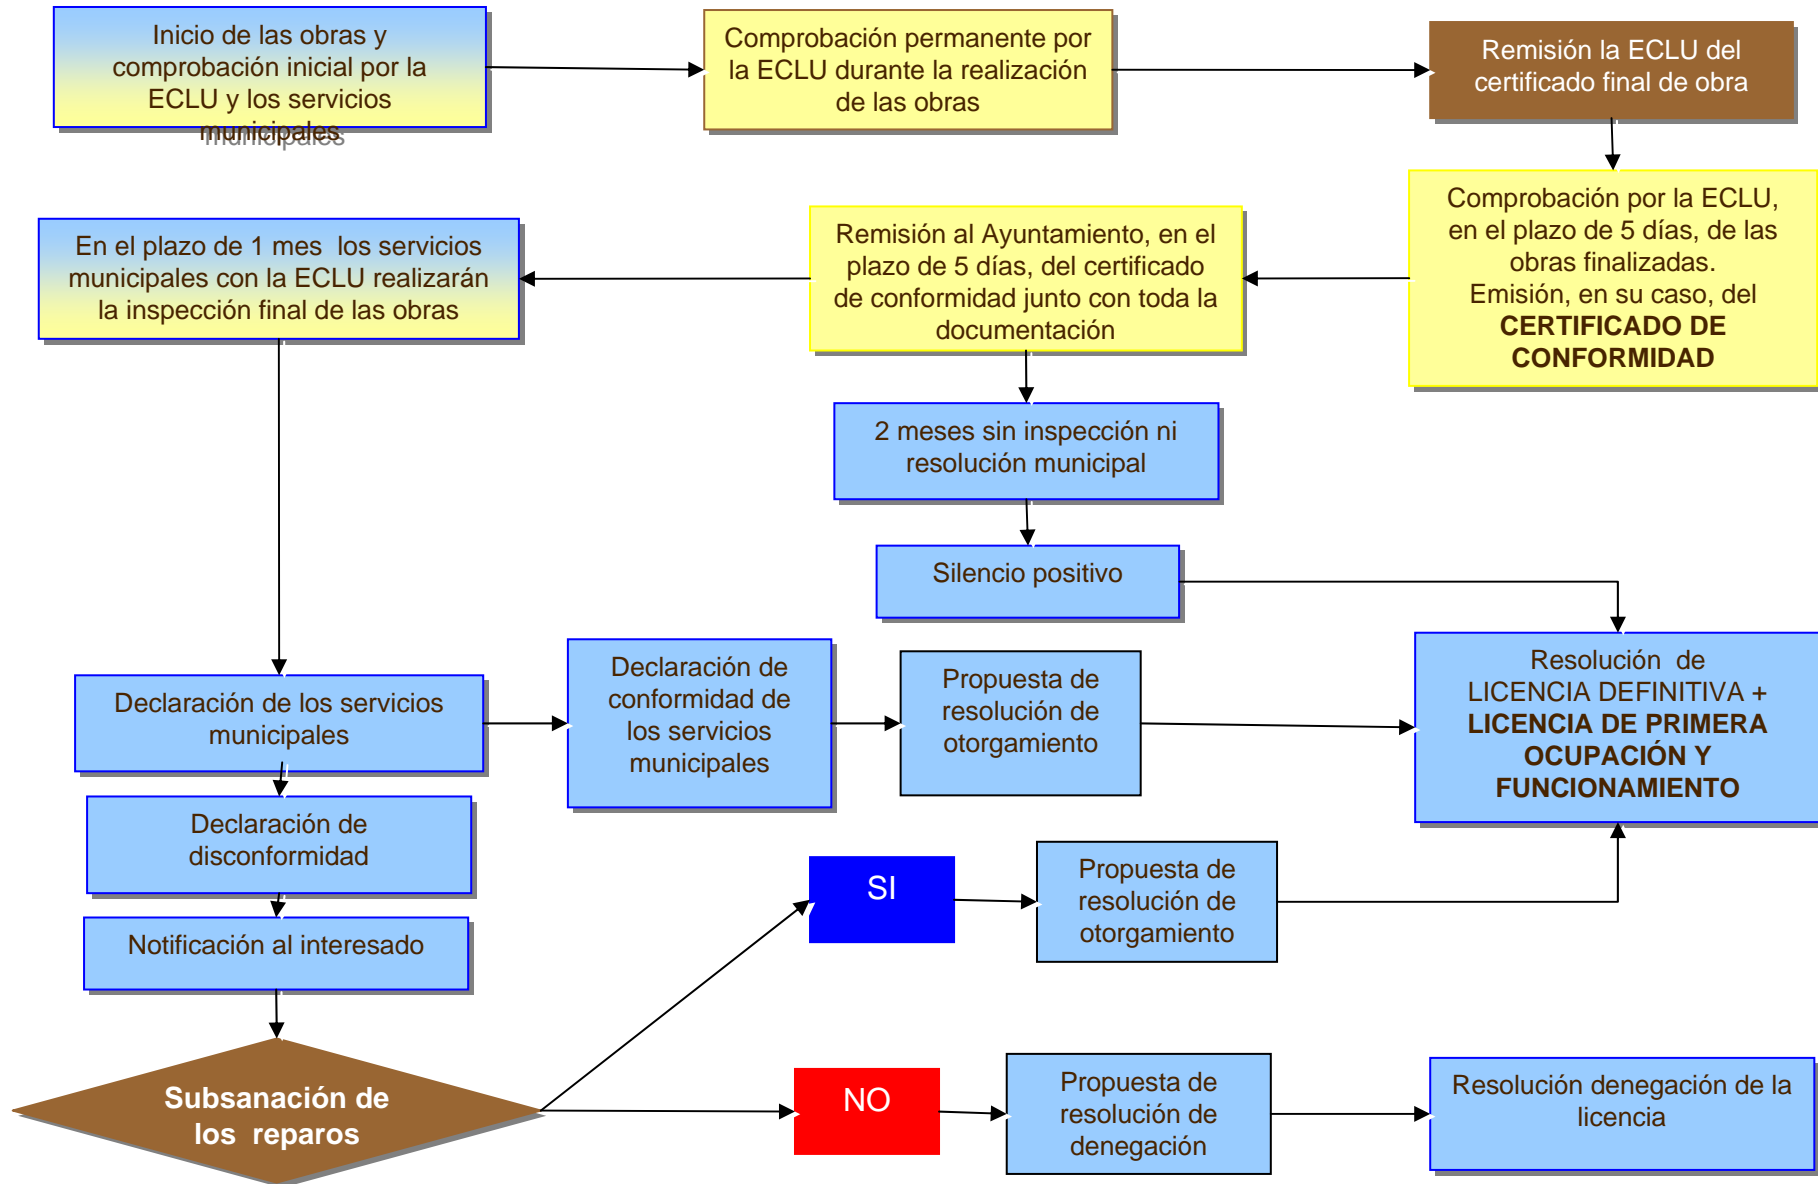 Inicio de las obras y
comprobación inicial por la
ECLU y los servicios
municipales
Comprobación permanente por
la ECLU durante la realización
de las obras
Remisión la ECLU del
certificado final de obra
En el plazo de 1 mes los servicios
municipales con la ECLU realizarán
la inspección final de las obras
Remisión al Ayuntamiento, en el
plazo de 5 días, del certificado
de conformidad junto con toda la
documentación
Comprobación por la ECLU,
en el plazo de 5 días, de las
obras finalizadas.
Emisión, en su caso, del
CERTIFICADO DE
CONFORMIDAD
2 meses sin inspección ni
resolución municipal
Silencio positivo
Declaración de los servicios
municipales
Declaración de
conformidad de
los servicios
municipales
Propuesta de
resolución de
otorgamiento
Resolución de
LICENCIA DEFINITIVA +
LICENCIA DE PRIMERA
OCUPACIÓN Y
FUNCIONAMIENTO
Declaración de
disconformidad
Notificación al interesado
SI
Propuesta de
resolución de
otorgamiento
Subsanación de
los reparos
NO
Propuesta de
resolución de
denegación
Resolución denegación de la
licencia